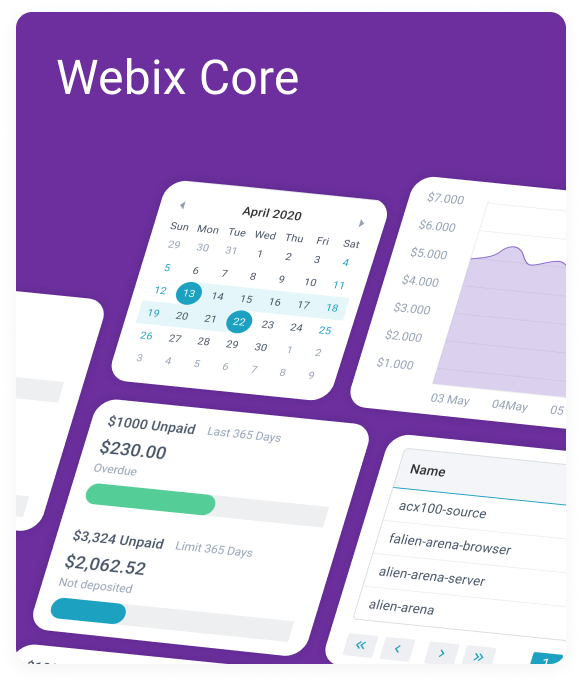 Webix Core
April 2020
Sun Mon Tue Wed Thu Fri Sat
29 30 31 1 2 3 4
5 6 7 8 9 10 11
12 13 14 15 16 17 18
19 20 21 22 23 24 25
26 27 28 29 30 1 2
3 4 5 6 7 8 9
$7.000
$6.000
$5.000
$4.000
$3.000
$2.000
$1.000
03 May 04May 05
$1000 Unpaid Last 365 Days
$230.00
Overdue
$3,324 Unpaid Limit 365 Days
$2,062.52
Not deposited
Name
acx100-source
falien-arena-browser
alien-arena-server
alien-arena
« ‹ › » 1